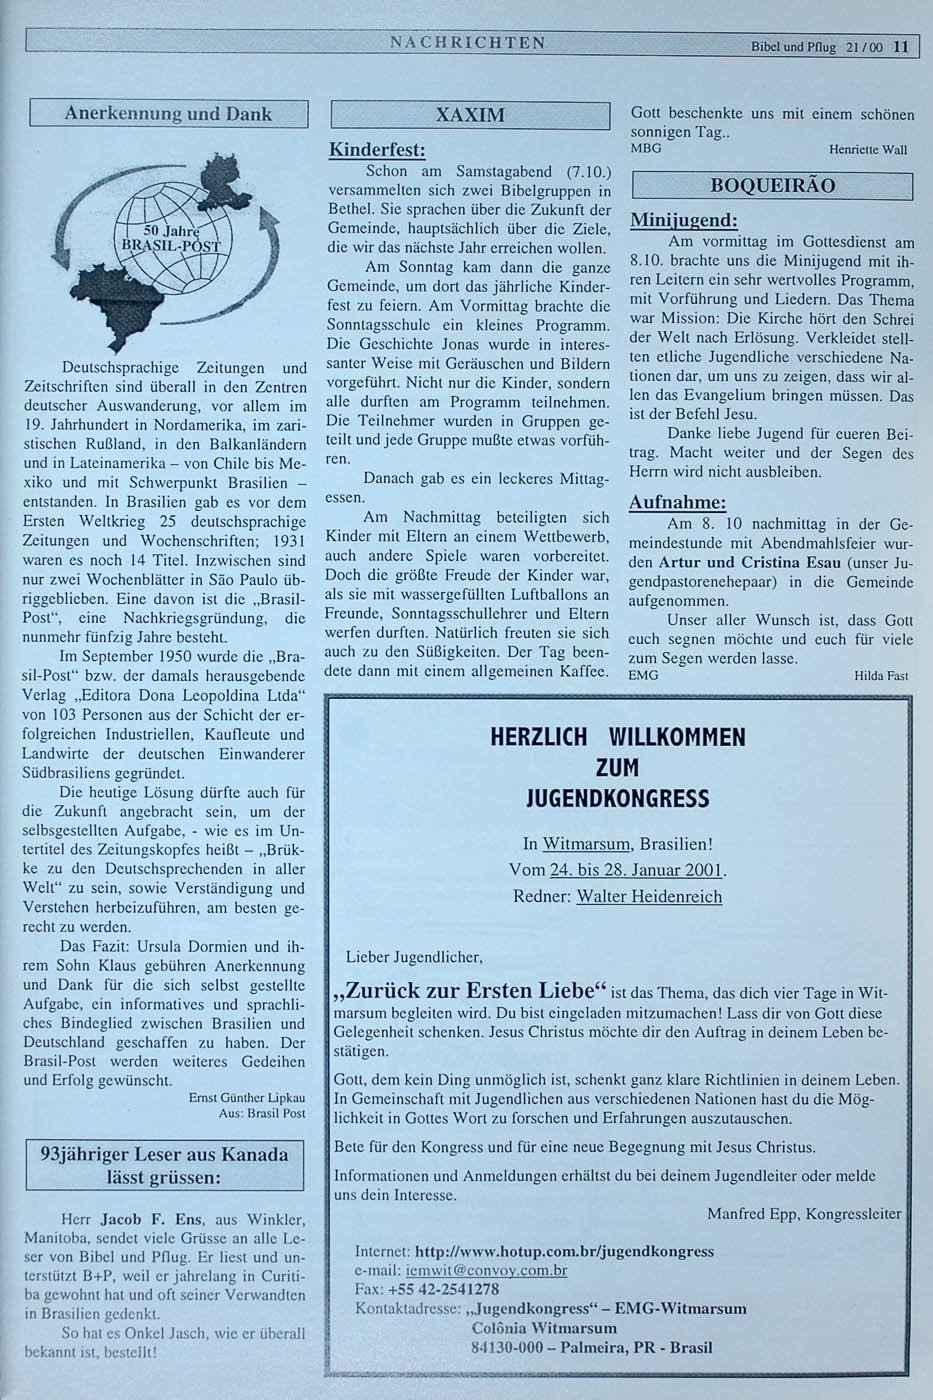 NACHRICHTEN
Bibel und Pflug 21/00 11
Anerkennung und Dank
50 Jahre
BRASIL-POST
Deutschsprachige Zeitungen und
Zeitschriften sind überall in den Zentren
deutscher Auswanderung, vor allem im
19. Jahrhundert in Nordamerika, im zari-
stischen Rußland, in den Balkanländern
und in Lateinamerika – von Chile bis Me-
xiko und mit Schwerpunkt Brasilien –
entstanden. In Brasilien gab es vor dem
Ersten Weltkrieg 25 deutschsprachige
Zeitungen und Wochenschriften; 1931
waren es noch 14 Titel. Inzwischen sind
nur zwei Wochenblätter in São Paulo üb-
riggeblieben. Eine davon ist die „Brasil-
Post“, eine Nachkriegsgründung, die
nunmehr fünfzig Jahre besteht.
Im September 1950 wurde die „Bra-
sil-Post“ bzw. der damals herausgebende
Verlag „Editora Dona Leopoldina Ltda“
von 103 Personen aus der Schicht der er-
folgreichen Industriellen, Kaufleute und
Landwirte der deutschen Einwanderer
Südbrasiliens gegründet.
Die heutige Lösung dürfte auch für
die Zukunft angebracht sein, um der
selbsgestellten Aufgabe, - wie es im Un-
tertitel des Zeitungskopfes heißt – „Brük-
ke zu den Deutschsprechenden in aller
Welt“ zu sein, sowie Verständigung und
Verstehen herbeizuführen, am besten ge-
recht zu werden.
Das Fazit: Ursula Dormien und ih-
rem Sohn Klaus gebühren Anerkennung
und Dank für die sich selbst gestellte
Aufgabe, ein informatives und sprachli-
ches Bindeglied zwischen Brasilien und
Deutschland geschaffen zu haben. Der
Brasil-Post werden weiteres Gedeihen
und Erfolg gewünscht.
Ernst Günther Lipkau
Aus: Brasil Post
93jähriger Leser aus Kanada
lässt grüssen:
Herr Jacob F. Ens, aus Winkler,
Manitoba, sendet viele Grüsse an alle Le-
ser von Bibel und Pflug. Er liest und un-
terstützt B+P, weil er jahrelang in Curiti-
ba gewohnt hat und oft seiner Verwandten
in Brasilien gedenkt.
So hat es Onkel Jasch, wie er überall
bekannt ist, bestellt!
XAXIM
Kinderfest:
Schon am Samstagabend (7.10.)
versammelten sich zwei Bibelgruppen in
Bethel. Sie sprachen über die Zukunft der
Gemeinde, hauptsächlich über die Ziele,
die wir das nächste Jahr erreichen wollen.
Am Sonntag kam dann die ganze
Gemeinde, um dort das jährliche Kinder-
fest zu feiern. Am Vormittag brachte die
Sonntagsschule ein kleines Programm.
Die Geschichte Jonas wurde in interes-
santer Weise mit Geräuschen und Bildern
vorgeführt. Nicht nur die Kinder, sondern
alle durften am Programm teilnehmen.
Die Teilnehmer wurden in Gruppen ge-
teilt und jede Gruppe mußte etwas vorfüh-
ren.
Danach gab es ein leckeres Mittag-
essen.
Am Nachmittag beteiligten sich
Kinder mit Eltern an einem Wettbewerb,
auch andere Spiele waren vorbereitet.
Doch die größte Freude der Kinder war,
als sie mit wassergefüllten Luftballons an
Freunde, Sonntagsschullehrer und Eltern
werfen durften. Natürlich freuten sie sich
auch zu den Süßigkeiten. Der Tag been-
dete dann mit einem allgemeinen Kaffee.
Gott beschenkte uns mit einem schönen
sonnigen Tag..
MBG Henriette Wall
BOQUEIRÃO
Minijugend:
Am vormittag im Gottesdienst am
8.10. brachte uns die Minijugend mit ih-
ren Leitern ein sehr wertvolles Programm,
mit Vorführung und Liedern. Das Thema
war Mission: Die Kirche hört den Schrei
der Welt nach Erlösung. Verkleidet stell-
ten etliche Jugendliche verschiedene Na-
tionen dar, um uns zu zeigen, dass wir al-
len das Evangelium bringen müssen. Das
ist der Befehl Jesu.
Danke liebe Jugend für eueren Bei-
trag. Macht weiter und der Segen des
Herrn wird nicht ausbleiben.
Aufnahme:
Am 8. 10 nachmittag in der Ge-
meindestunde mit Abendmahlsfeier wur-
den Artur und Cristina Esau (unser Ju-
gendpastorenehepaar) in die Gemeinde
aufgenommen.
Unser aller Wunsch ist, dass Gott
euch segnen möchte und euch für viele
zum Segen werden lasse.
EMG Hilda Fast
HERZLICH WILLKOMMEN
ZUM
JUGENDKONGRESS
In Witmarsum, Brasilien!
Vom 24. bis 28. Januar 2001.
Redner: Walter Heidenreich
Lieber Jugendlicher,
„Zurück zur Ersten Liebe“ ist das Thema, das dich vier Tage in Wit-
marsum begleiten wird. Du bist eingeladen mitzumachen! Lass dir von Gott diese
Gelegenheit schenken. Jesus Christus möchte dir den Auftrag in deinem Leben be-
stätigen.
Gott, dem kein Ding unmöglich ist, schenkt ganz klare Richtlinien in deinem Leben.
In Gemeinschaft mit Jugendlichen aus verschiedenen Nationen hast du die Mög-
lichkeit in Gottes Wort zu forschen und Erfahrungen auszutauschen.
Bete für den Kongress und für eine neue Begegnung mit Jesus Christus.
Informationen und Anmeldungen erhältst du bei deinem Jugendleiter oder melde
uns dein Interesse.
Manfred Epp, Kongressleiter
Internet: http://www.hotup.com.br/jugendkongress
e-mail: iemwit@convoy.com.br
Fax: +55 42-2541278
Kontaktadresse: „Jugendkongress“ – EMG-Witmarsum
Colônia Witmarsum
84130-000 – Palmeira, PR - Brasil